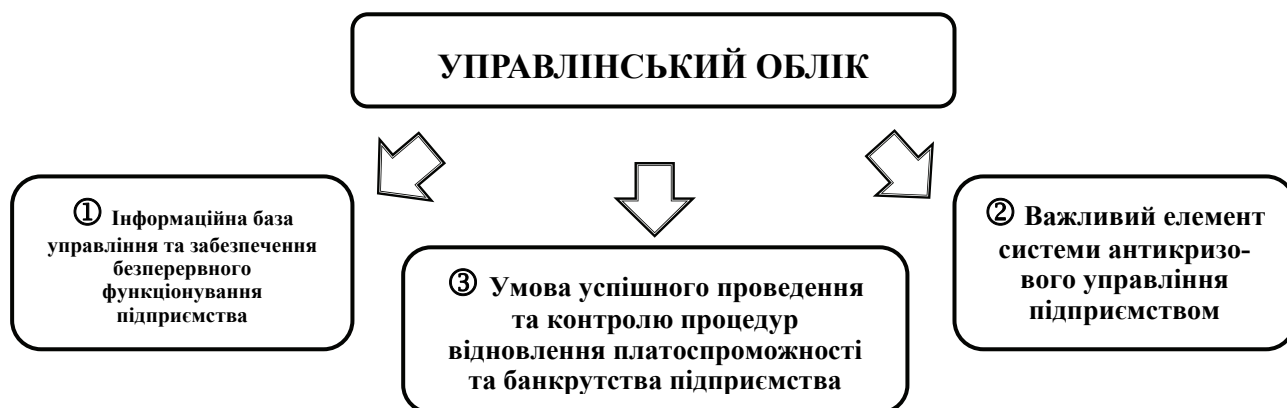 УПРАВЛІНСЬКИЙ ОБЛІК
① Інформаційна база
управління та забезпечення
безперервного
функціонування
підприємства
③ Умова успішного проведення
та контролю процедур
відновлення платоспроможності
та банкрутства підприємства
② Важливий елемент
системи антикризо-
вого управління
підприємством